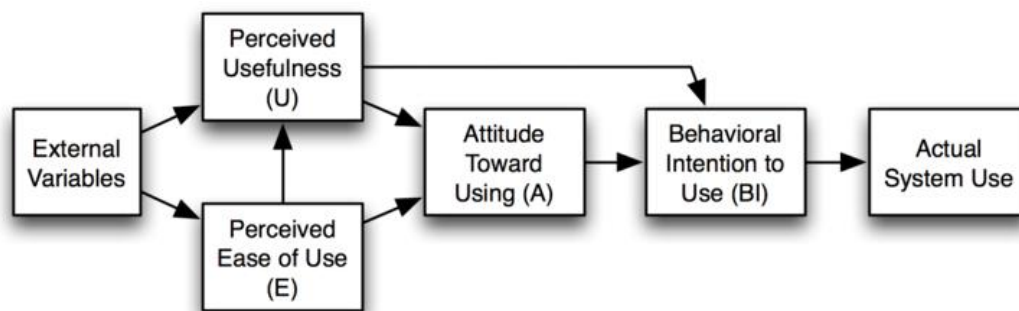 Perceived
Usefulness
(U)
External
Variables
Perceived
Ease of Use
(E)
Attitude
Toward
Using (A)
Behavioral
Intention to
Use (BI)
Actual
System Use